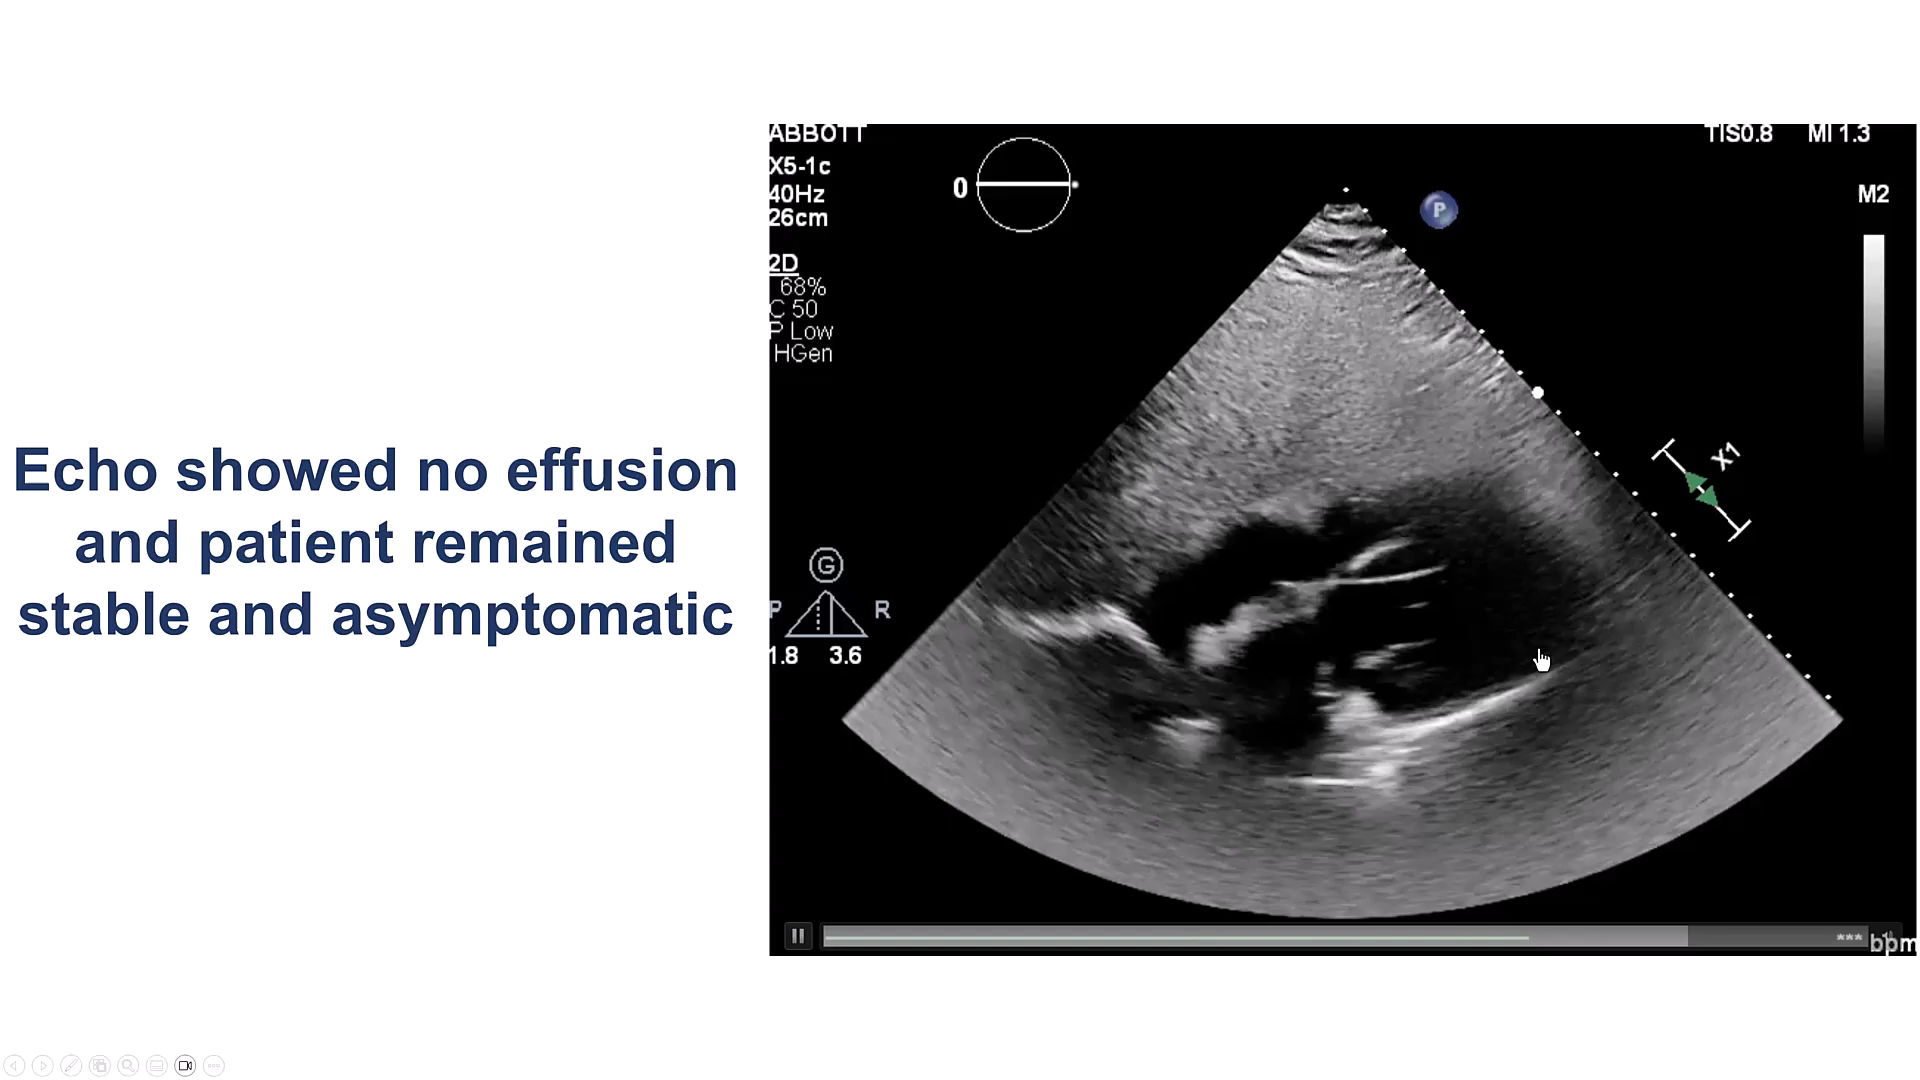 Echo showed no effusion
and patient remained
stable and asymptomatic
ABBOTT
TIS0.8 MI 1.3
X5-1c
40Hz
26cm
0
P
M2
2D
68%
C 50
P Low
HGen
X1
G
P R
1.8 3.6
*** bpm